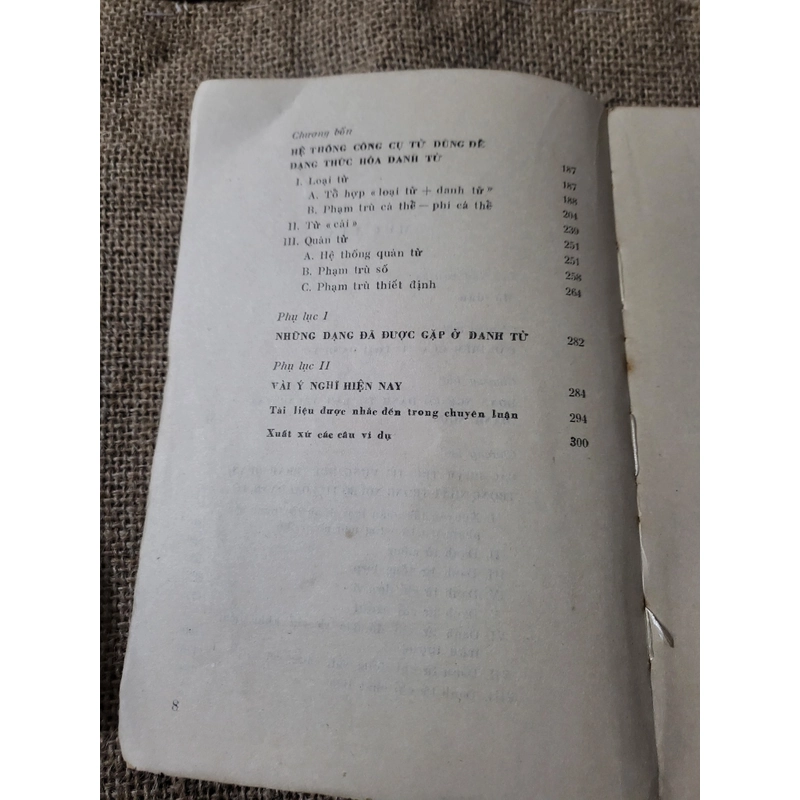 Chương bốn
HỆ THỐNG CÔNG CỤ TỪ DÙNG ĐỂ
DẠNG THỨC HÓA DANH TỪ 187
I. Loại từ 187
A. Tổ hợp «loại từ + danh từ» 188
B. Phạm trù cá thể — phi cá thể 204
II. Từ «cái» 239
III. Quán từ 251
A. Hệ thống quán từ 251
B. Phạm trù số 258
C. Phạm trù thiết định 264
Phụ lục I
NHỮNG DẠNG ĐÃ ĐƯỢC GẶP Ở DANH TỪ 282
Phụ lục II
VÀI Ý NGHĨ HIỆN NAY 284
Tài liệu được nhắc đến trong chuyên luận 294
Xuất xứ các câu ví dụ 300
8